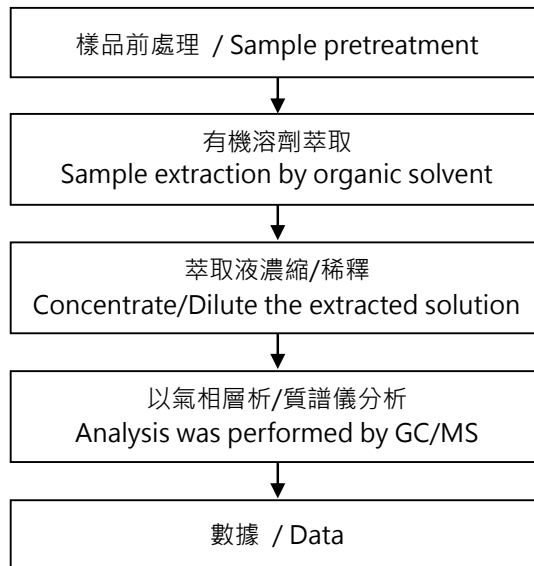 樣品前處理 / Sample pretreatment
有機溶劑萃取
Sample extraction by organic solvent
萃取液濃縮/稀釋
Concentrate/Dilute the extracted solution
以氣相層析/質譜儀分析
Analysis was performed by GC/MS
數據 / Data